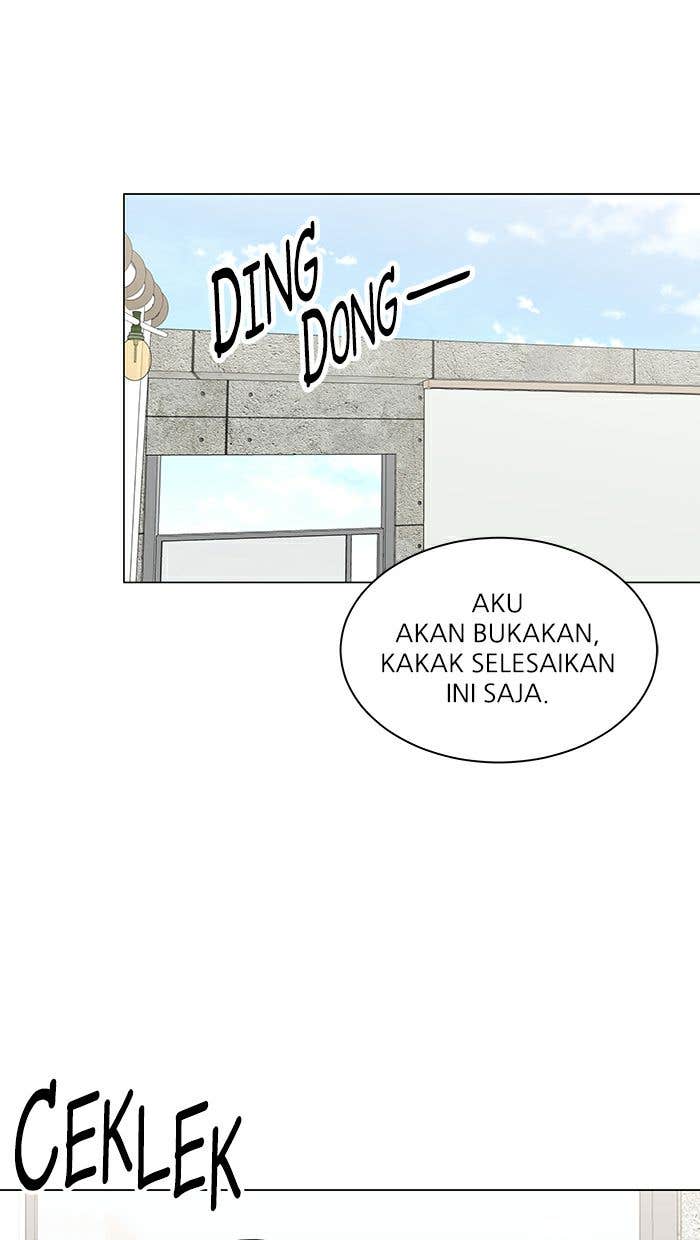 DING
DONG—
AKU
AKAN BUKAKAN,
KAKAK SELESAIKAN
INI SAJA.
CEKLEK